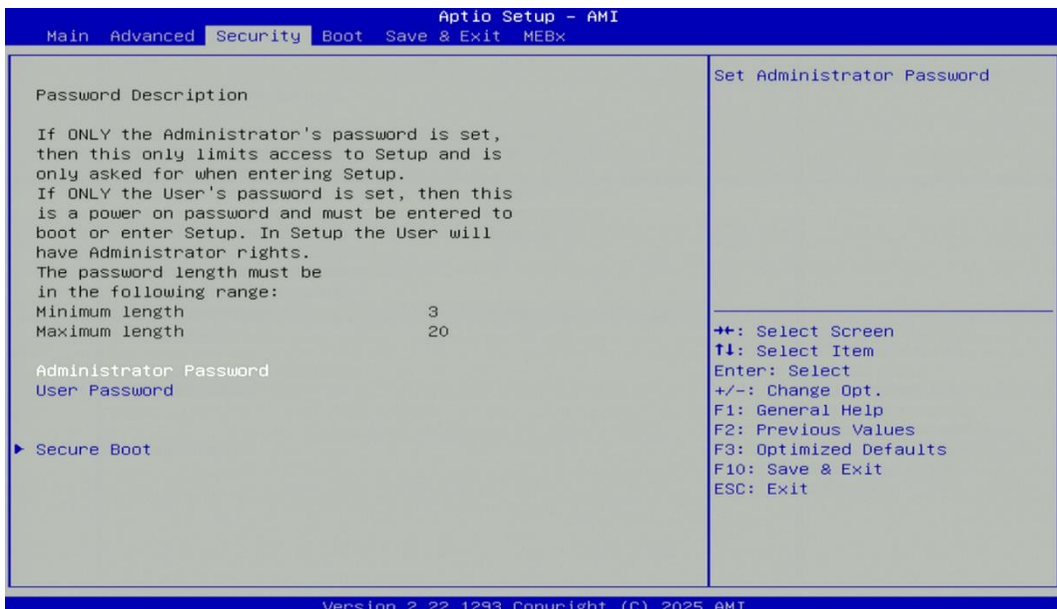 Aptio Setup – AMI
Main Advanced Security Boot Save & Exit MEBx
Password Description
If ONLY the Administrator's password is set,
then this only limits access to Setup and is
only asked for when entering Setup.
If ONLY the User's password is set, then this
is a power on password and must be entered to
boot or enter Setup. In Setup the User will
have Administrator rights.
The password length must be
in the following range:
Minimum length 3
Maximum length 20
Administrator Password
User Password
▶ Secure Boot
Set Administrator Password
→←: Select Screen
↑↓: Select Item
Enter: Select
+/-: Change Opt.
F1: General Help
F2: Previous Values
F3: Optimized Defaults
F10: Save & Exit
ESC: Exit
Version 2.22.1293 Copyright (C) 2025 AMI